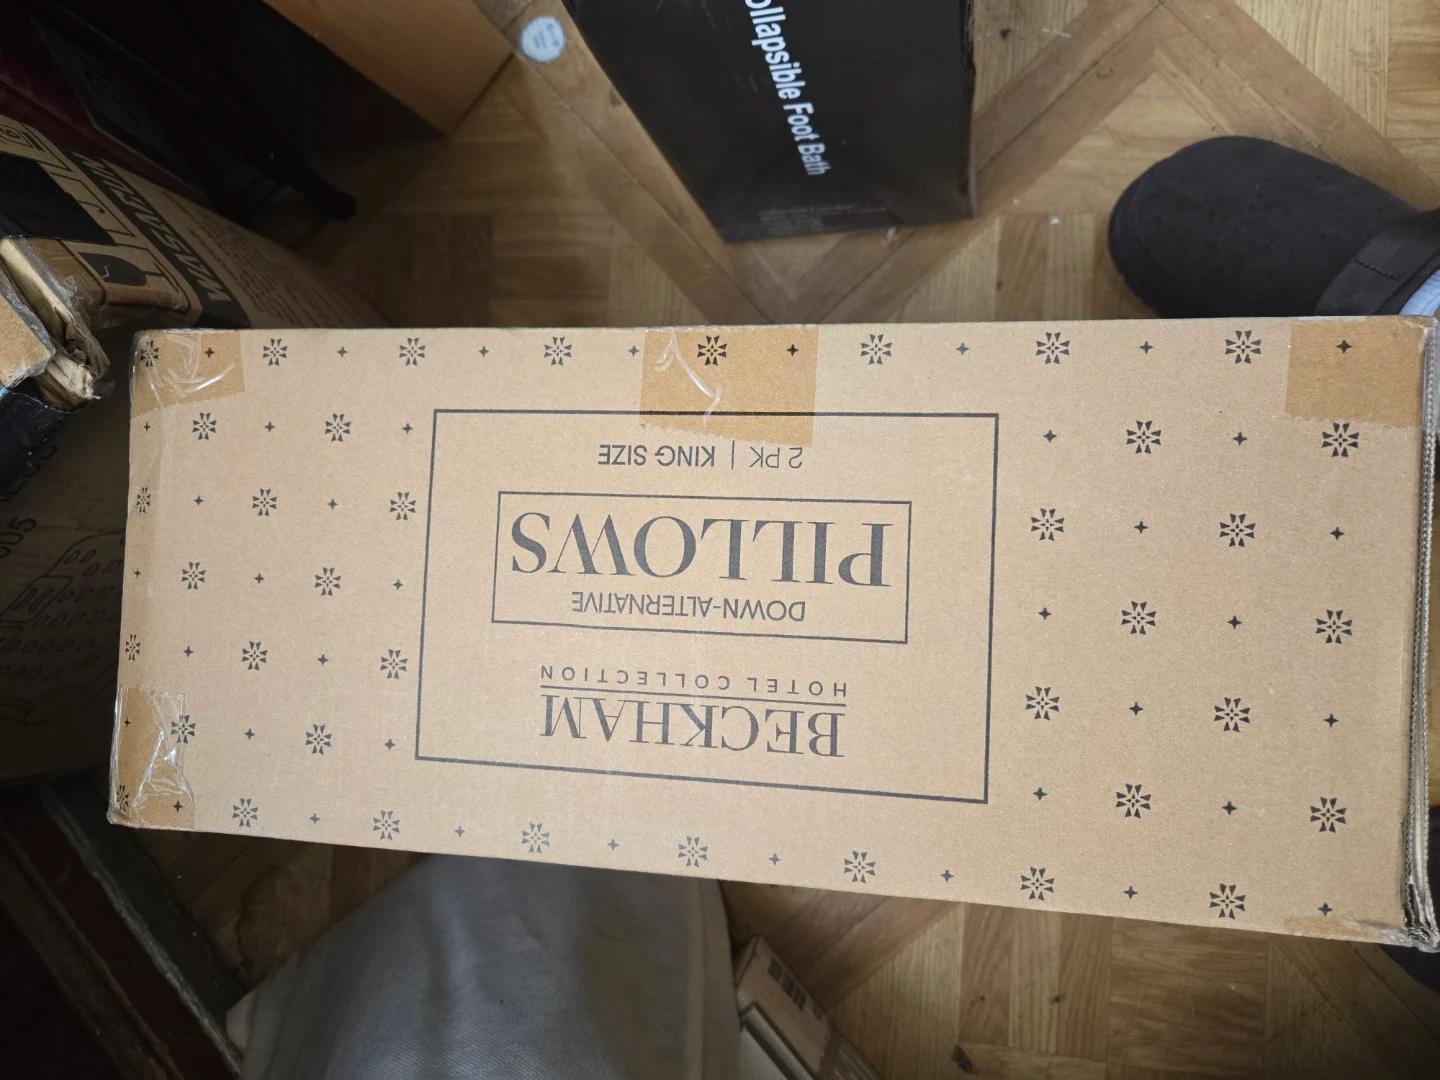 BECKHAM
HOTEL COLLECTION
DOWN-ALTERNATIVE
PILLOWS
2 PK | KING SIZE
ollapsible Foot Bath